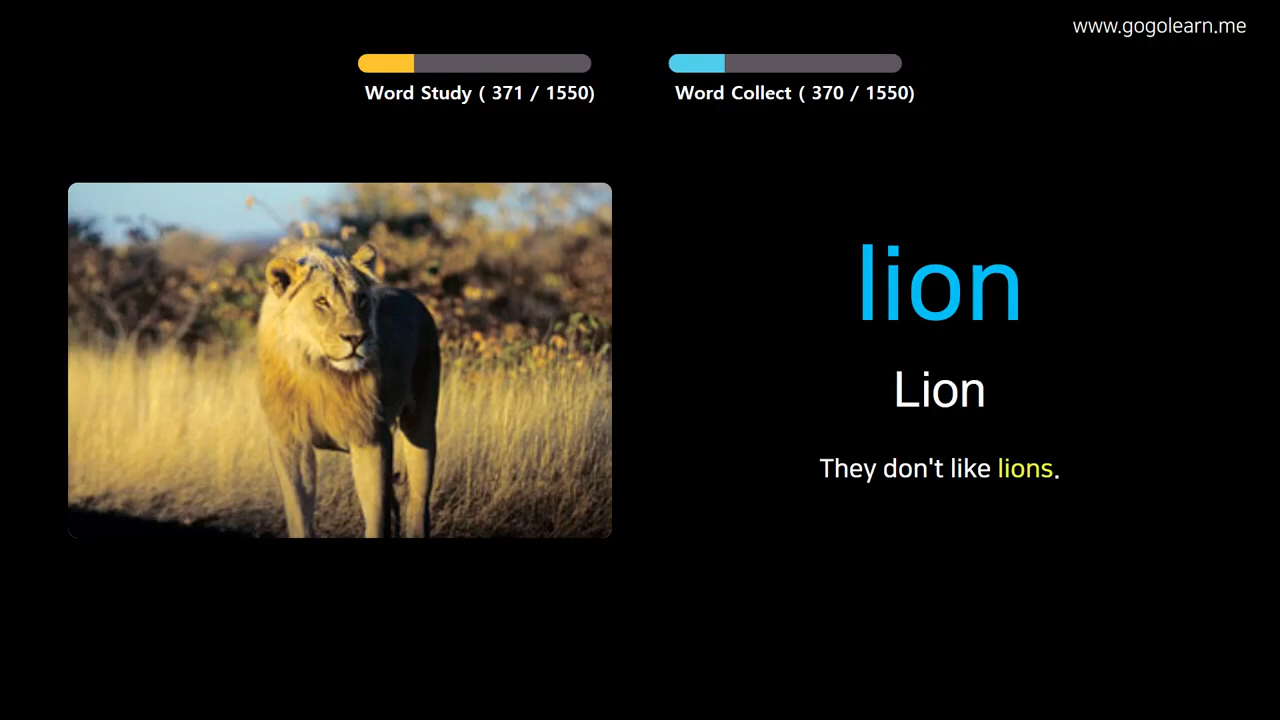 www.gogolearn.me
Word Study ( 371 / 1550)
Word Collect ( 370 / 1550)
lion
Lion
They don't like lions.